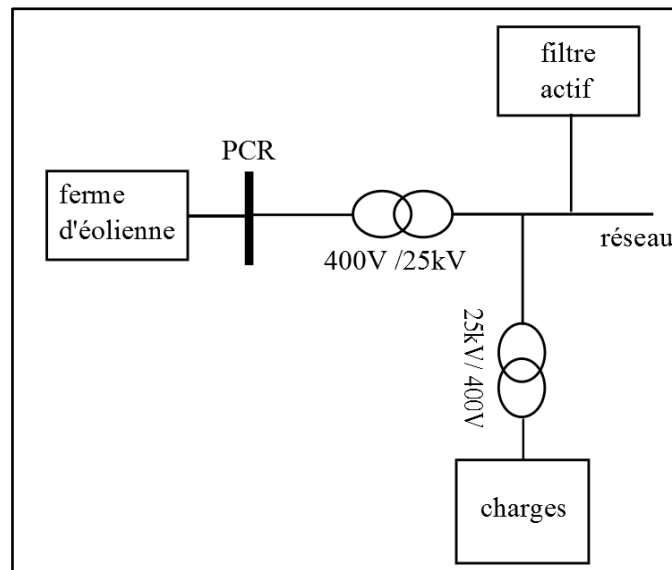 filtre
actif
PCR
ferme
d'éolienne
400V /25kV
réseau
25kV/ 400V
charges